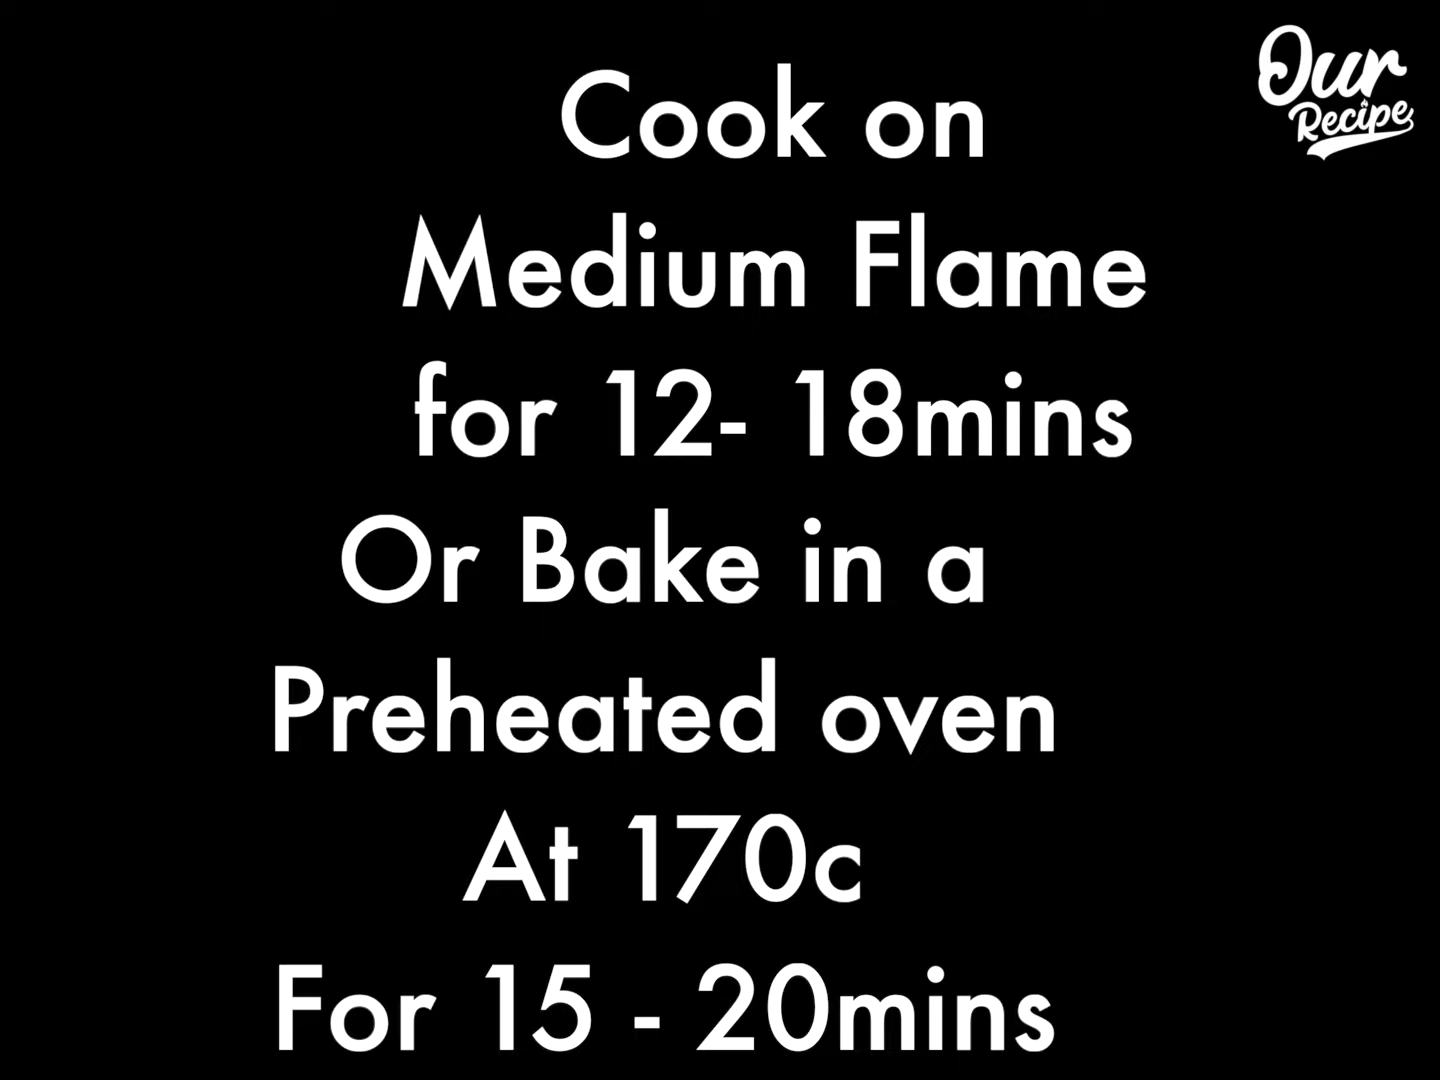 Our
Recipe
Cook on
Medium Flame
for 12- 18mins
Or Bake in a
Preheated oven
At 170c
For 15 - 20mins